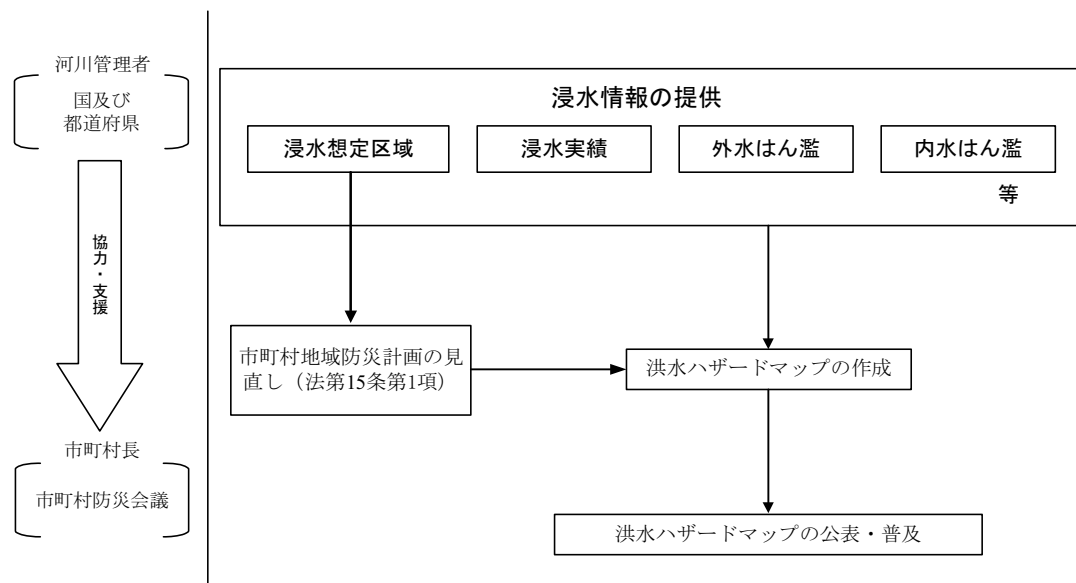 河川管理者
国及び
都道府県
協力・支援
市町村長
市町村防災会議
浸水情報の提供
浸水想定区域
浸水実績
外水はん濫
内水はん濫
等
市町村地域防災計画の見
直し（法第15条第1項）
洪水ハザードマップの作成
洪水ハザードマップの公表・普及